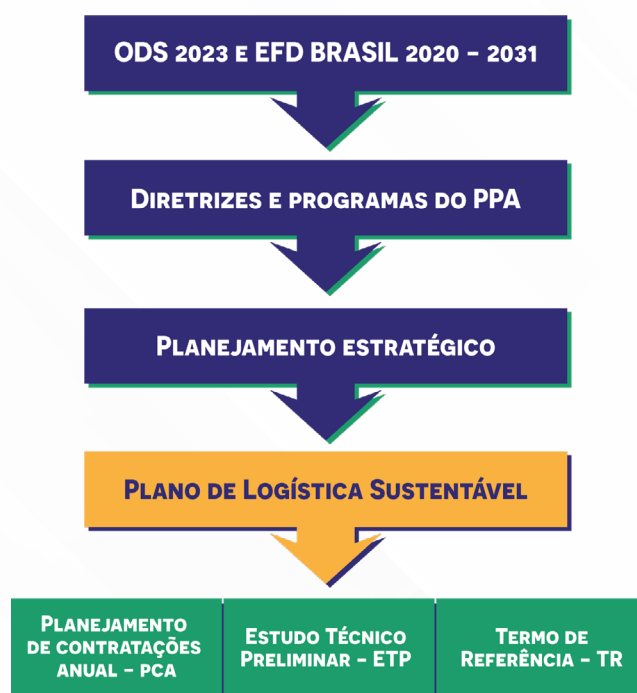 ODS 2023 E EFD BRASIL 2020 – 2031
DIRETRIZES E PROGRAMAS DO PPA
PLANEJAMENTO ESTRATÉGICO
PLANO DE LOGÍSTICA SUSTENTÁVEL
PLANEJAMENTO
DE CONTRATAÇÕES
ANUAL – PCA
ESTUDO TÉCNICO
PRELIMINAR – ETP
TERMO DE
REFERÊNCIA – TR